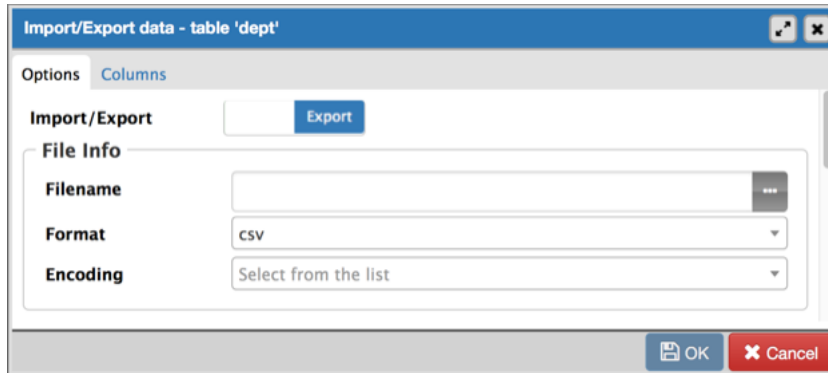 Import/Export data - table 'dept'
Options Columns
Import/Export Export
File Info
Filename
Format csv
Encoding Select from the list
OK Cancel